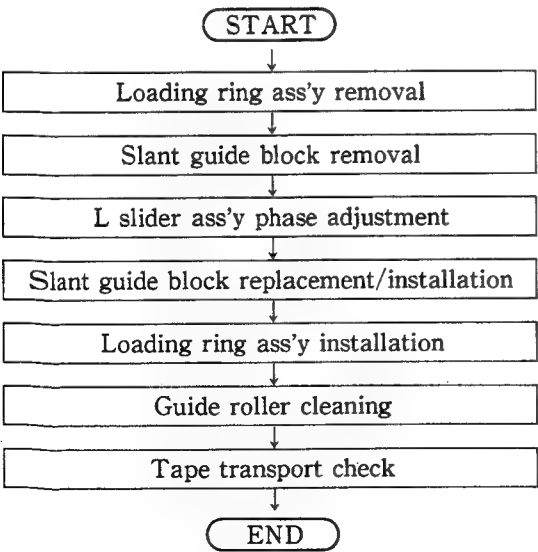 START
Loading ring ass'y removal
Slant guide block removal
L slider ass'y phase adjustment
Slant guide block replacement/installation
Loading ring ass'y installation
Guide roller cleaning
Tape transport check
END